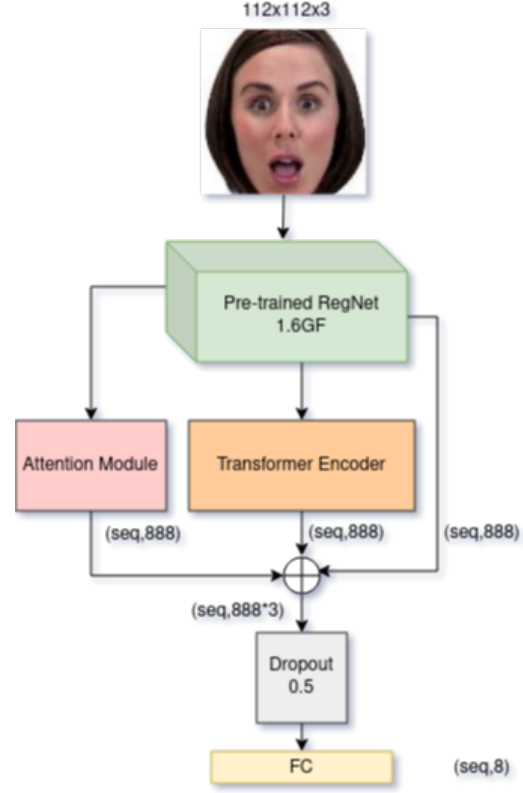 112x112x3
Pre-trained RegNet
1.6GF
Attention Module
Transformer Encoder
(seq,888)
(seq,888)
(seq,888)
(seq,888*3)
Dropout
0.5
FC
(seq,8)